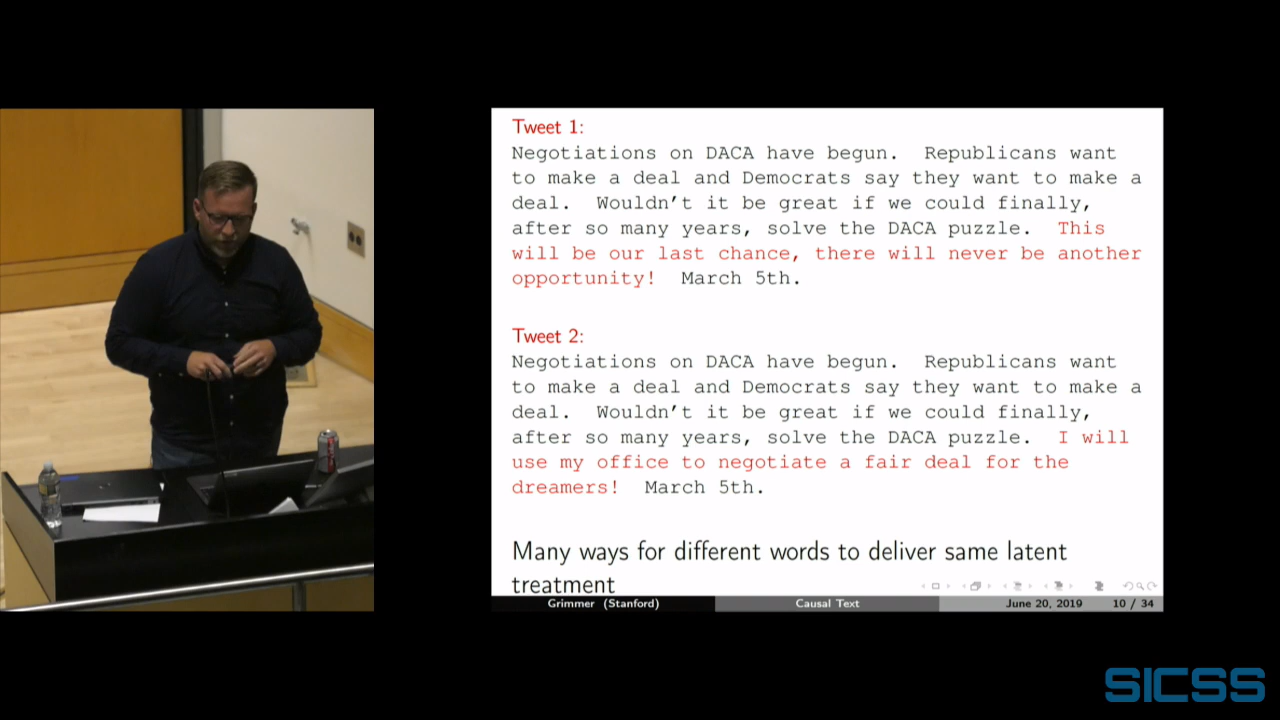 Tweet 1:
Negotiations on DACA have begun. Republicans want
to make a deal and Democrats say they want to make a
deal. Wouldn't it be great if we could finally,
after so many years, solve the DACA puzzle. This
will be our last chance, there will never be another
opportunity! March 5th.
Tweet 2:
Negotiations on DACA have begun. Republicans want
to make a deal and Democrats say they want to make a
deal. Wouldn't it be great if we could finally,
after so many years, solve the DACA puzzle. I will
use my office to negotiate a fair deal for the
dreamers! March 5th.
Many ways for different words to deliver same latent
treatment
Grimmer (Stanford) Causal Text June 20, 2019 10 / 34
SICSS